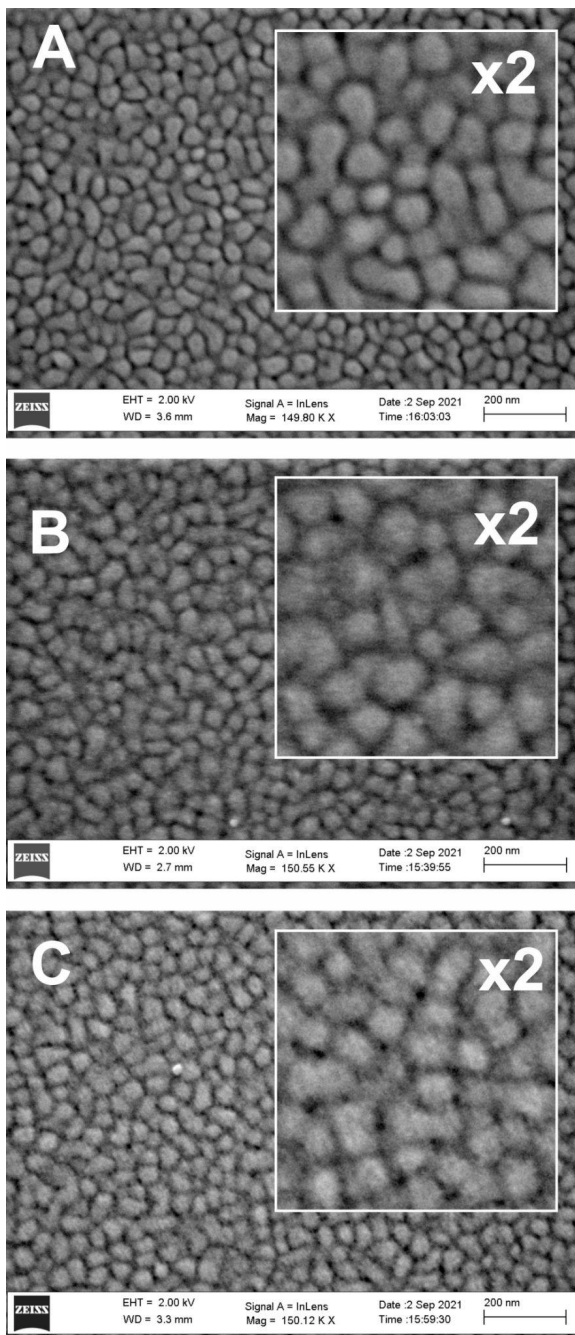 A
x2
ZEISS
EHT = 2.00 kV
WD = 3.6 mm
Signal A = InLens
Mag = 149.80 K X
Date :2 Sep 2021
Time :16:03:03
200 nm
B
x2
ZEISS
EHT = 2.00 kV
WD = 2.7 mm
Signal A = InLens
Mag = 150.55 K X
Date :2 Sep 2021
Time :15:39:55
200 nm
C
x2
ZEISS
EHT = 2.00 kV
WD = 3.3 mm
Signal A = InLens
Mag = 150.12 K X
Date :2 Sep 2021
Time :15:59:30
200 nm